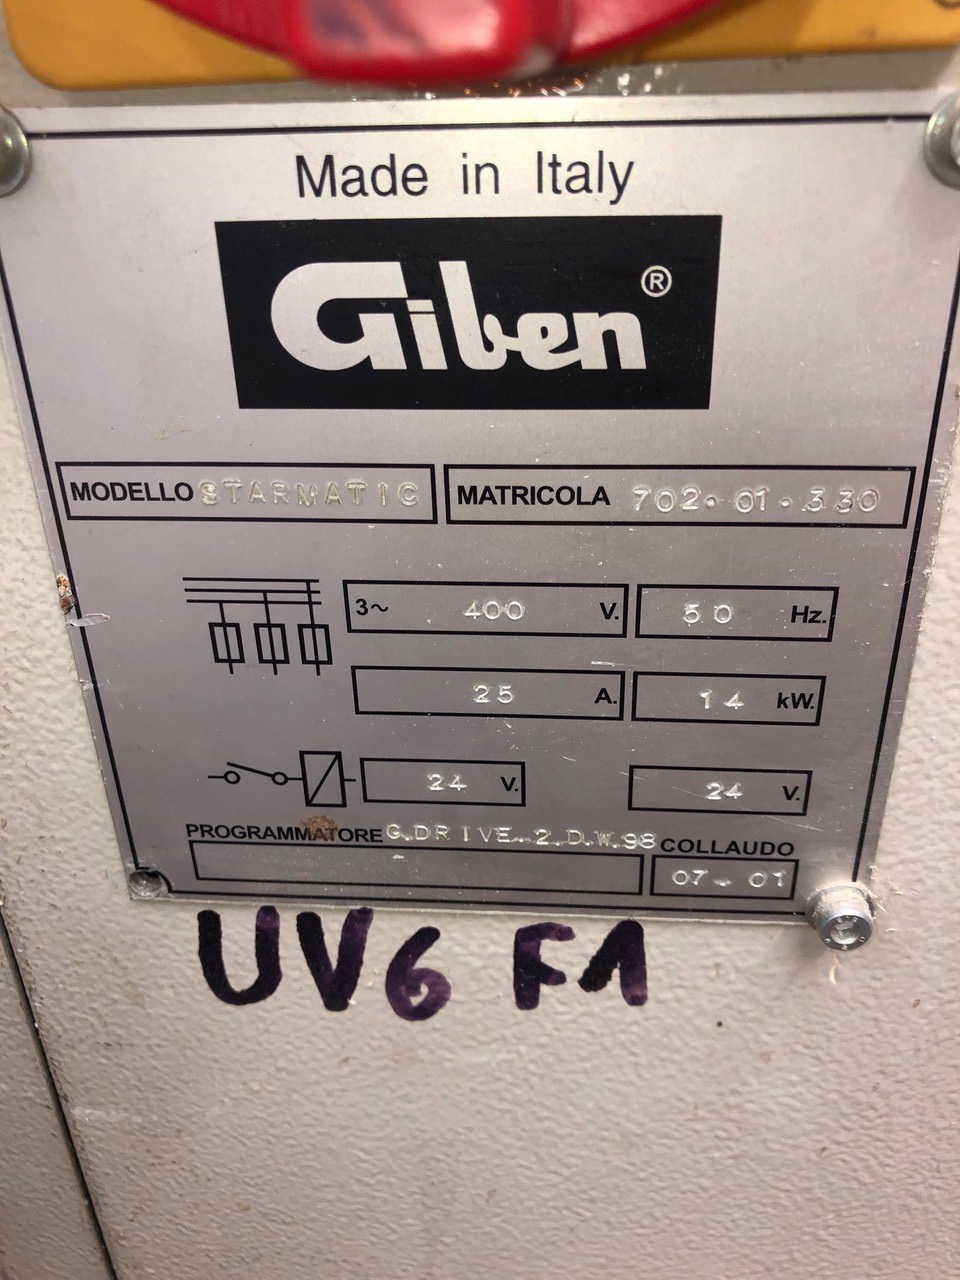 Made in Italy
Giben ®
MODELLO STARMATIC MATRICOLA 702-01-330
3~ 400 V. 50 Hz.
25 A. 14 kW.
24 V. 24 V.
PROGRAMMATORE G.DRIVE.2.D.W.98 COLLAUDO
07-01
UV6 F1